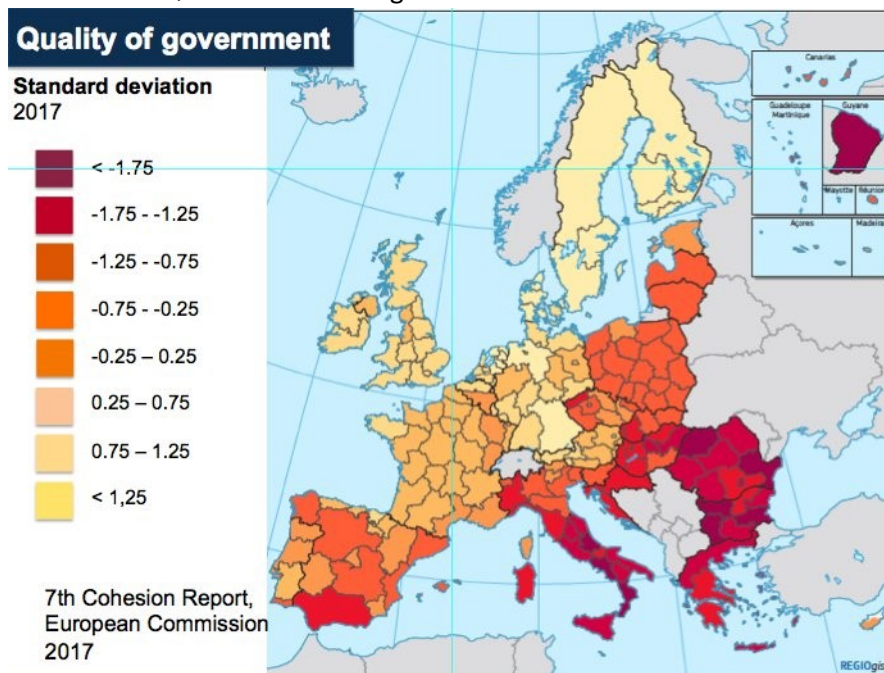 Quality of government
Standard deviation
2017
< -1.75
-1.75 - -1.25
-1.25 - -0.75
-0.75 - -0.25
-0.25 – 0.25
0.25 – 0.75
0.75 – 1.25
< 1,25
7th Cohesion Report,
European Commission
2017
Canarias
Guadeloupe
Martinique
Guyane
Mayotte
Réunion
Açores
Madeira
REGIOgis